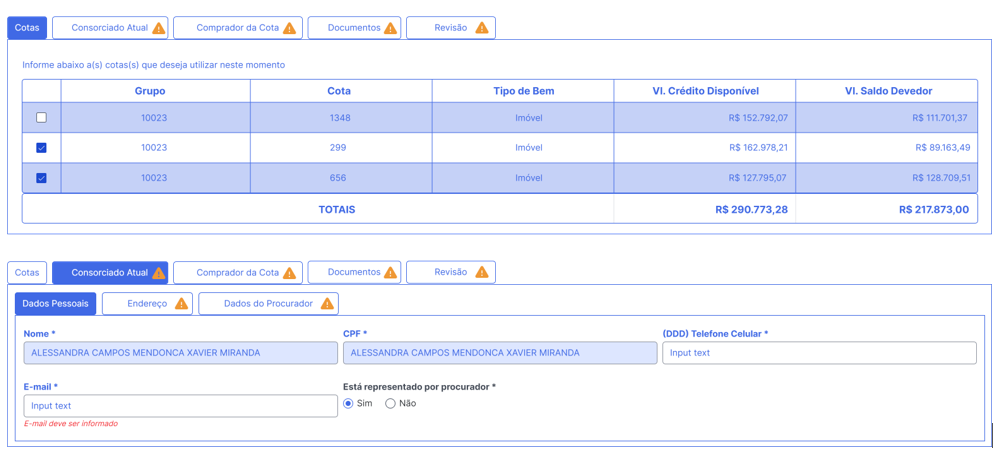 Cotas Consorciado Atual Comprador da Cota Documentos Revisão
Informe abaixo a(s) cotas(s) que deseja utilizar neste momento
Grupo Cota Tipo de Bem Vl. Crédito Disponível Vl. Saldo Devedor
10023 1348 Imóvel R$ 152.792,07 R$ 111.701,37
10023 299 Imóvel R$ 162.978,21 R$ 89.163,49
10023 656 Imóvel R$ 127.795,07 R$ 128.709,51
TOTAIS R$ 290.773,28 R$ 217.873,00
Cotas Consorciado Atual Comprador da Cota Documentos Revisão
Dados Pessoais Endereço Dados do Procurador
Nome * CPF * (DDD) Telefone Celular *
ALESSANDRA CAMPOS MENDONCA XAVIER MIRANDA ALESSANDRA CAMPOS MENDONCA XAVIER MIRANDA Input text
E-mail * Está representado por procurador *
Input text Sim Não
E-mail deve ser informado